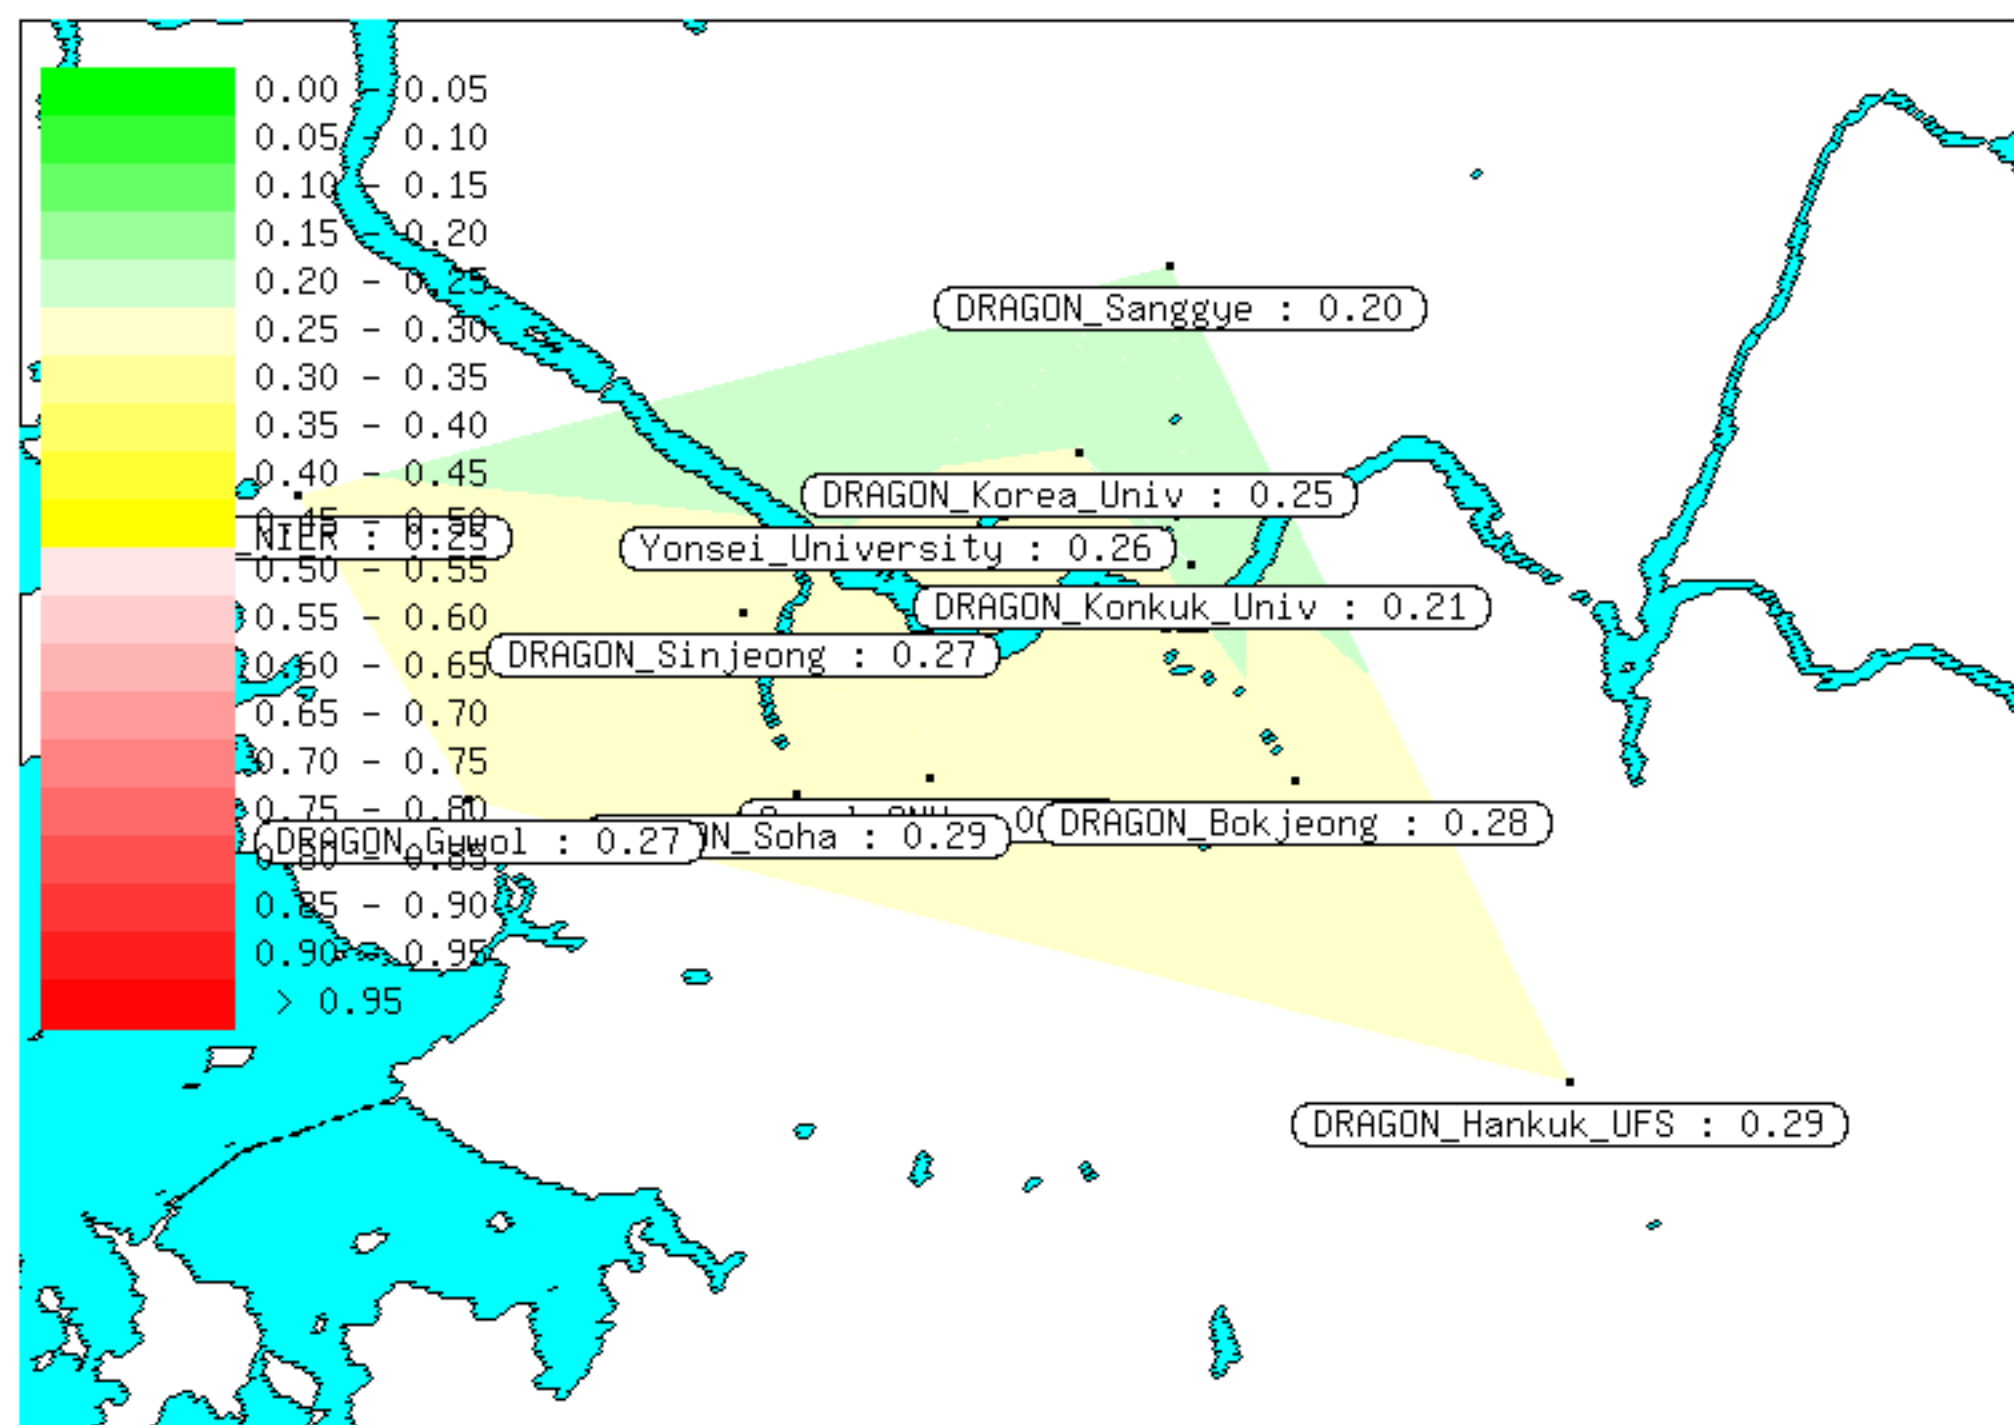 0.00 - 0.05
0.05 - 0.10
0.10 - 0.15
0.15 - 0.20
0.20 - 0.25
0.25 - 0.30
0.30 - 0.35
0.35 - 0.40
0.40 - 0.45
0.45 - 0.50
0.50 - 0.55
0.55 - 0.60
0.60 - 0.65
0.65 - 0.70
0.70 - 0.75
0.75 - 0.80
0.80 - 0.85
0.85 - 0.90
0.90 - 0.95
> 0.95
DRAGON_Sanggye : 0.20
DRAGON_Korea_Univ : 0.25
_NIER : 0.25
Yonsei_University : 0.26
DRAGON_Konkuk_Univ : 0.21
DRAGON_Sinjeong : 0.27
DRAGON_Guwol : 0.27
N_Soha : 0.29
DRAGON_Bokjeong : 0.28
DRAGON_Hankuk_UFS : 0.29